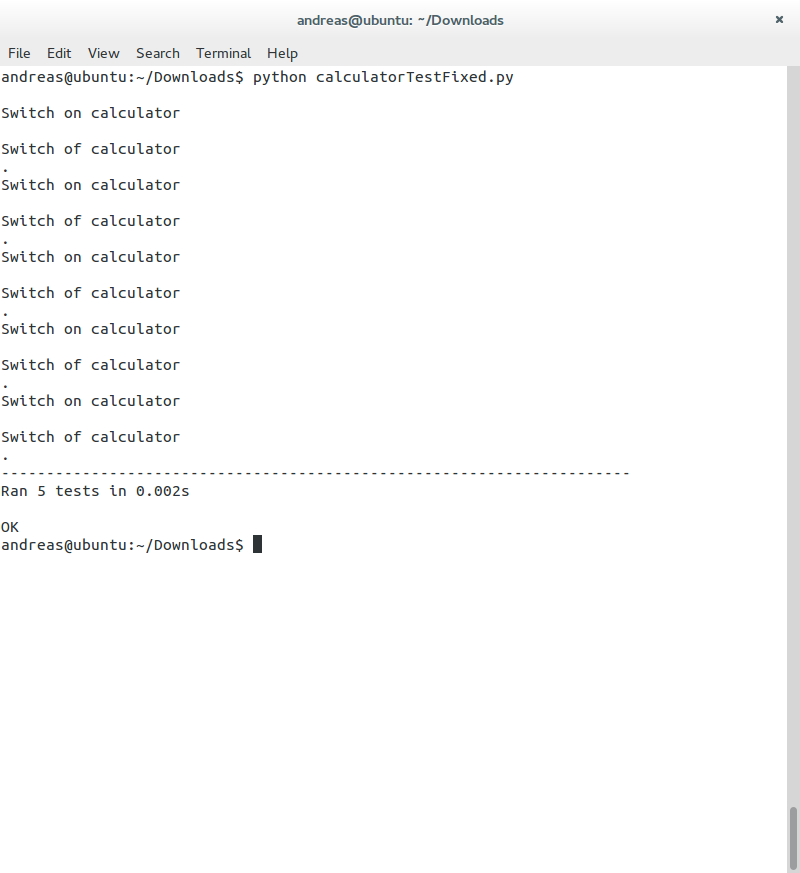 andreas@ubuntu: ~/Downloads
File Edit View Search Terminal Help
andreas@ubuntu:~/Downloads$ python calculatorTestFixed.py
Switch on calculator
Switch of calculator
.
Switch on calculator
Switch of calculator
.
Switch on calculator
Switch of calculator
.
Switch on calculator
Switch of calculator
.
Switch on calculator
Switch of calculator
.
----------------------------------------------------------------------
Ran 5 tests in 0.002s
OK
andreas@ubuntu:~/Downloads$